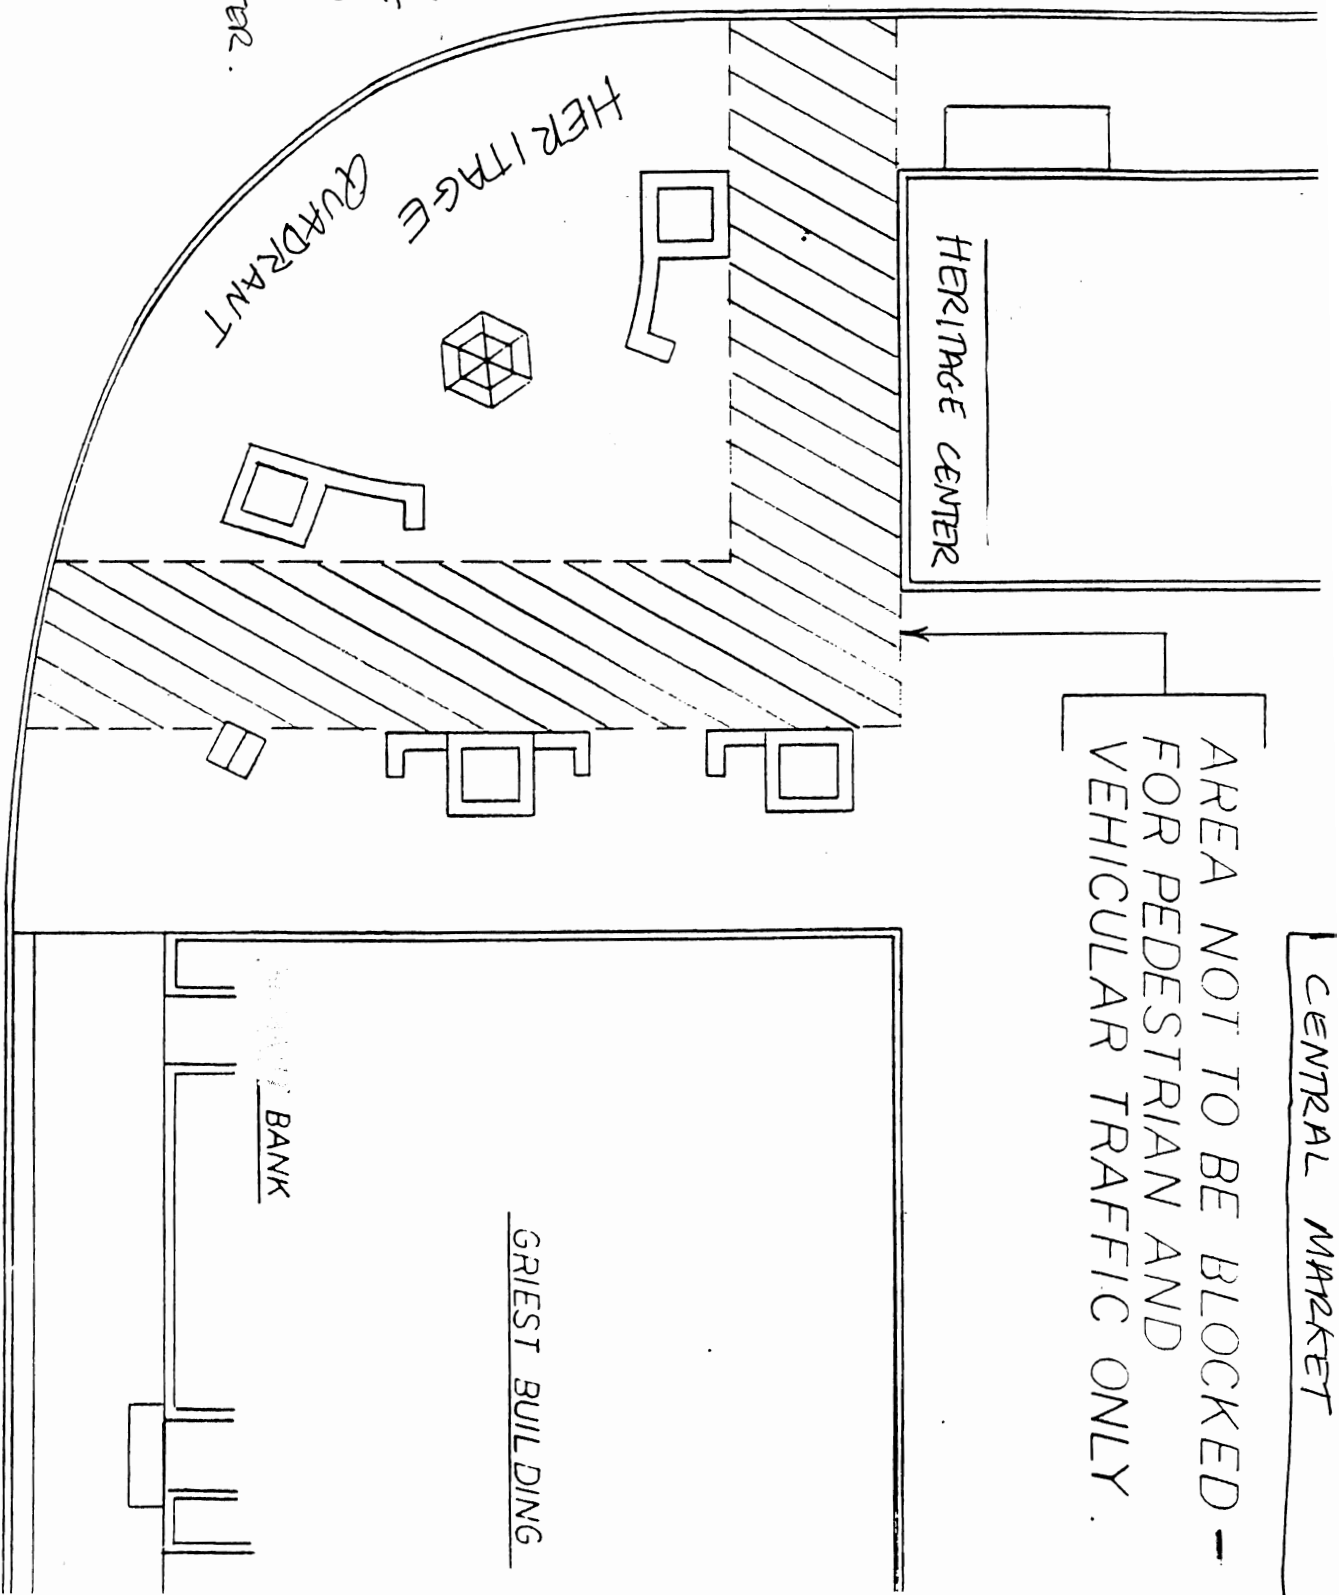 CENTRAL MARKET
AREA NOT TO BE BLOCKED -
FOR PEDESTRIAN AND
VEHICULAR TRAFFIC ONLY.
HERITAGE CENTER
HERITAGE
QUADRANT
GRIEST BUILDING
BANK